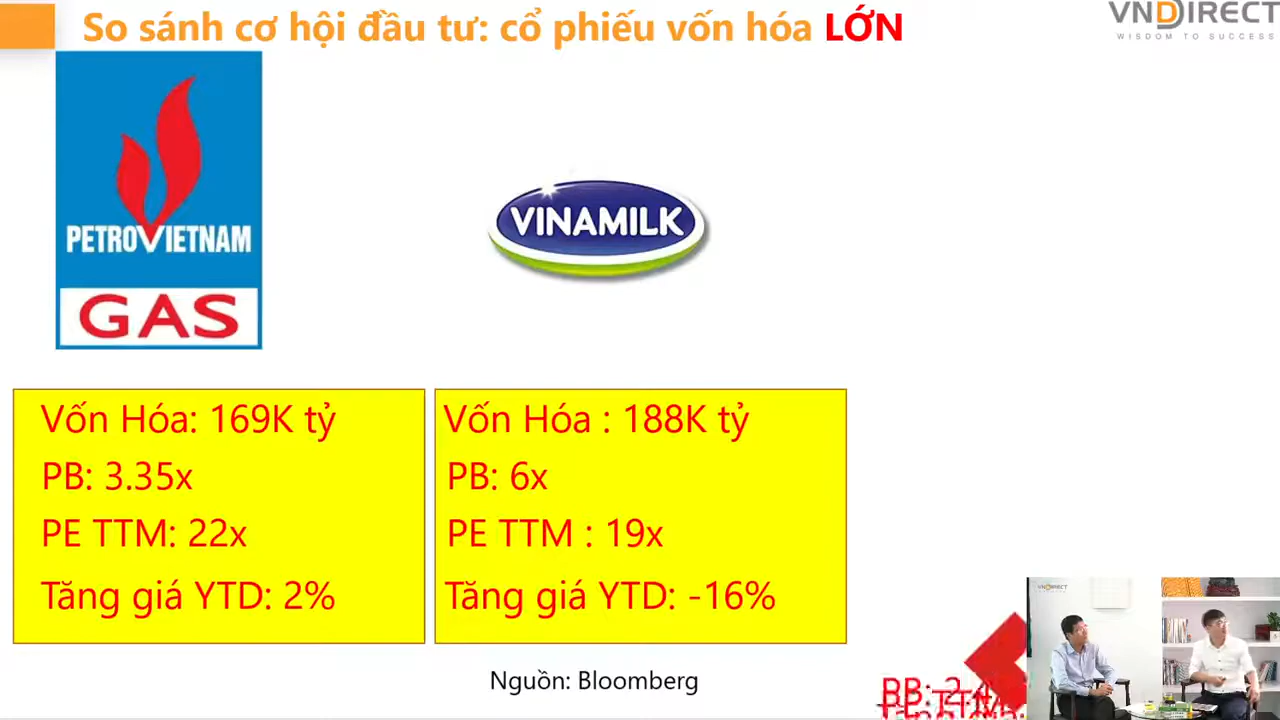 So sánh cơ hội đầu tư: cổ phiếu vốn hóa LỚN
VNDIRECT
WISDOM TO SUCCESS
PETROVIETNAM
GAS
VINAMILK
Vốn Hóa: 169K tỷ
PB: 3.35x
PE TTM: 22x
Tăng giá YTD: 2%
Vốn Hóa : 188K tỷ
PB: 6x
PE TTM : 19x
Tăng giá YTD: -16%
Nguồn: Bloomberg
VNDIRECT